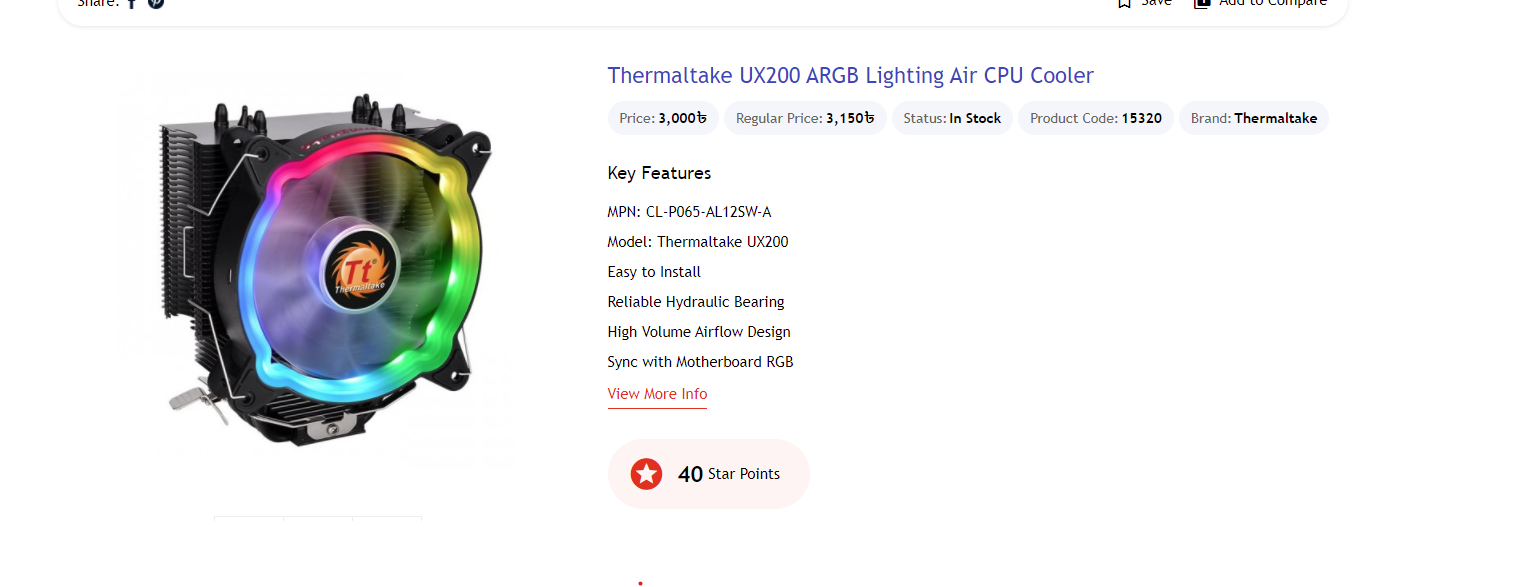 Share:
Save
Add to Compare
Thermaltake UX200 ARGB Lighting Air CPU Cooler
Price: 3,000৳ Regular Price: 3,150৳ Status: In Stock Product Code: 15320 Brand: Thermaltake
Key Features
MPN: CL-P065-AL12SW-A
Model: Thermaltake UX200
Easy to Install
Reliable Hydraulic Bearing
High Volume Airflow Design
Sync with Motherboard RGB
View More Info
40 Star Points
Tt®
Thermaltake